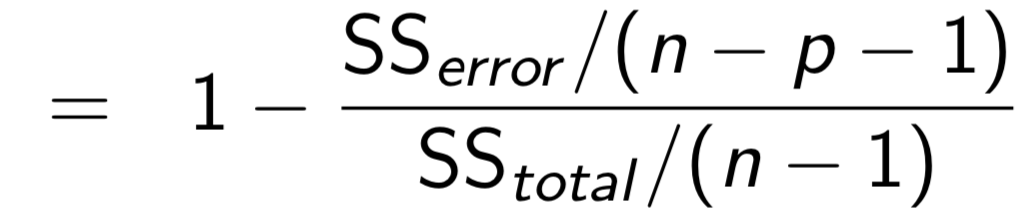 = 1 − SS_error/(n − p − 1)
SS_total/(n − 1)